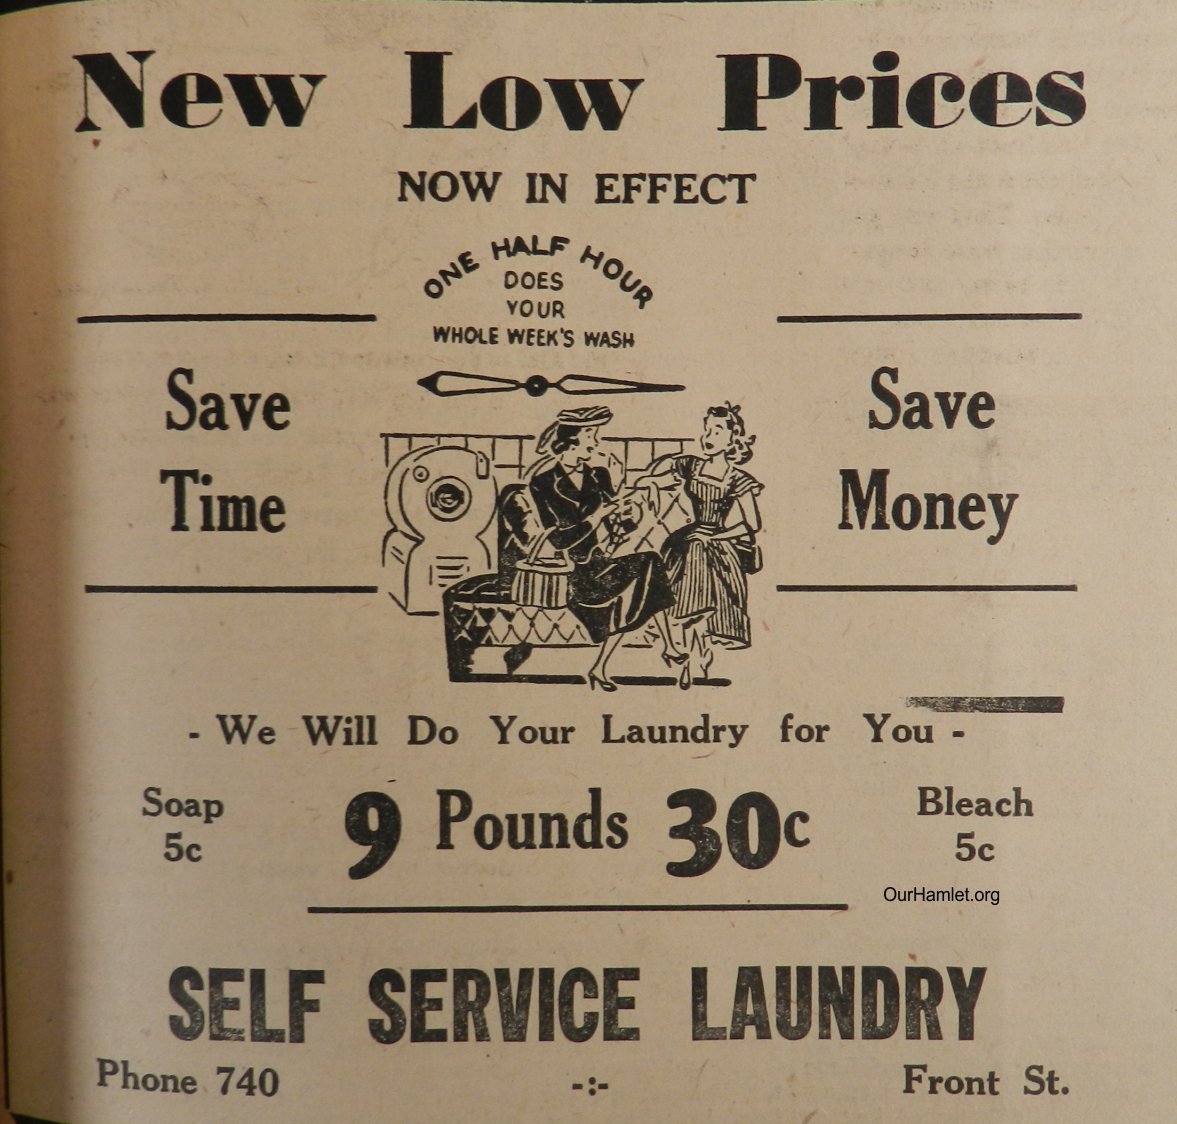 New Low Prices
NOW IN EFFECT
ONE HALF HOUR
DOES
YOUR
WHOLE WEEK'S WASH
Save
Time
Save
Money
- We Will Do Your Laundry for You -
Soap
5c
9 Pounds 30c
Bleach
5c
OurHamlet.org
SELF SERVICE LAUNDRY
Phone 740 -:- Front St.